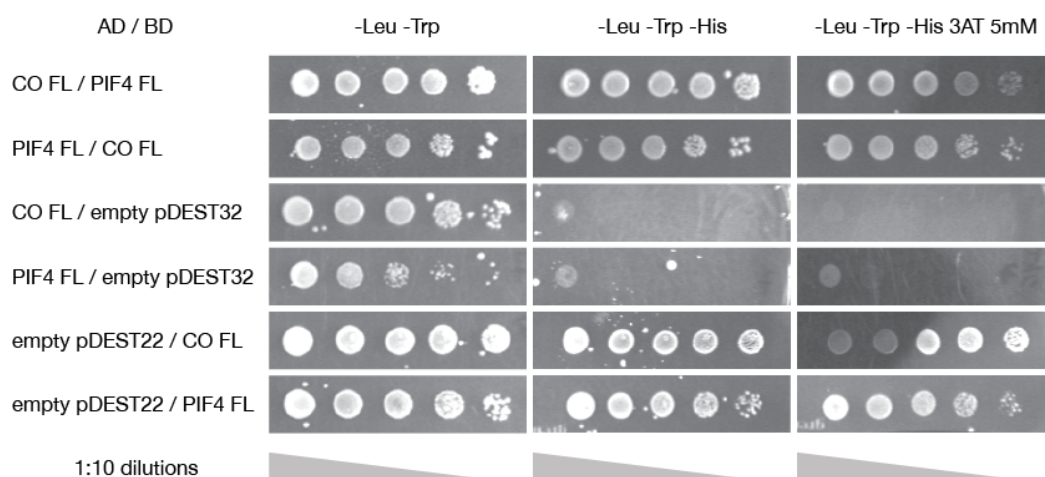 AD / BD -Leu -Trp -Leu -Trp -His -Leu -Trp -His 3AT 5mM
CO FL / PIF4 FL
PIF4 FL / CO FL
CO FL / empty pDEST32
PIF4 FL / empty pDEST32
empty pDEST22 / CO FL
empty pDEST22 / PIF4 FL
1:10 dilutions